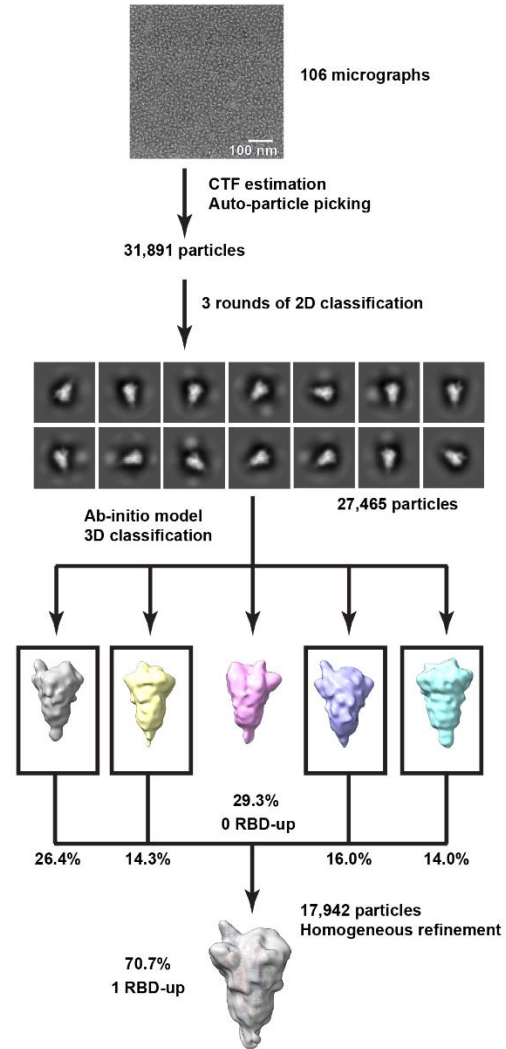 106 micrographs
100 nm
CTF estimation
Auto-particle picking
31,891 particles
3 rounds of 2D classification
27,465 particles
Ab-initio model
3D classification
29.3%
0 RBD-up
26.4%
14.3%
16.0%
14.0%
17,942 particles
Homogeneous refinement
70.7%
1 RBD-up